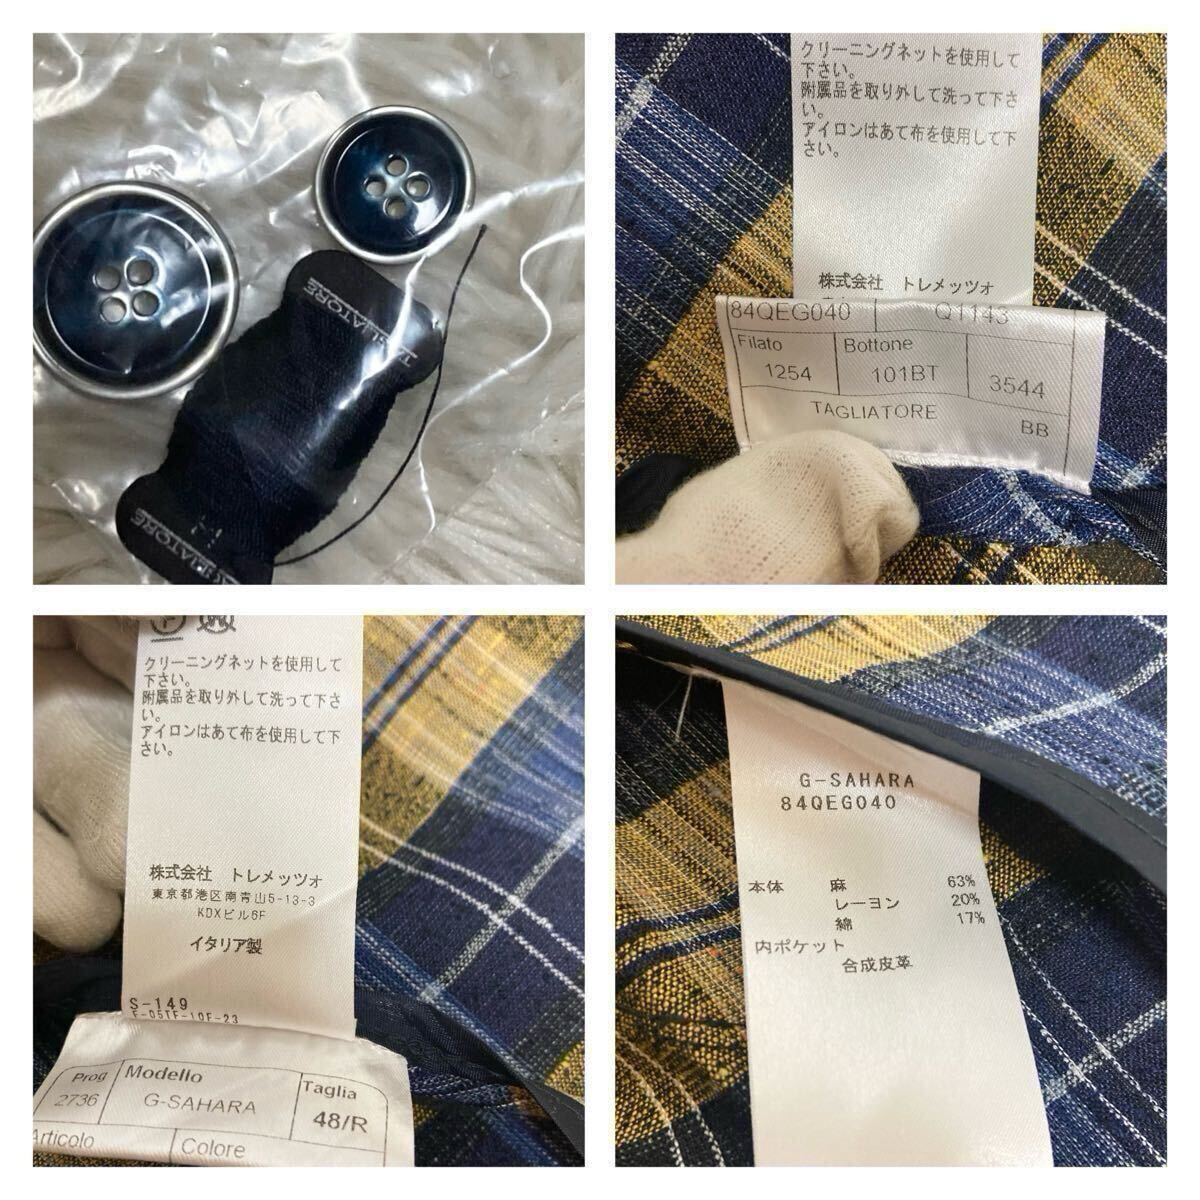 TAGLIATORE
TAGLIATORE
クリーニングネットを使用して
下さい。
附属品を取り外して洗って下さ
い。
アイロンはあて布を使用して下
さい。
株式会社 トレメッツォ
84QEG040 Q1143
Filato Bottone
1254 101BT 3544
TAGLIATORE BB
クリーニングネットを使用して
下さい。
附属品を取り外して洗って下さ
い。
アイロンはあて布を使用して下
さい。
株式会社 トレメッツォ
東京都港区南青山5-13-3
KDXビル6F
イタリア製
S-149
F-05TF-10F-23
Prog Modello Taglia
2736 G-SAHARA 48/R
Articolo Colore
G-SAHARA
84QEG040
本体 麻 63%
レーヨン 20%
綿 17%
内ポケット
合成皮革